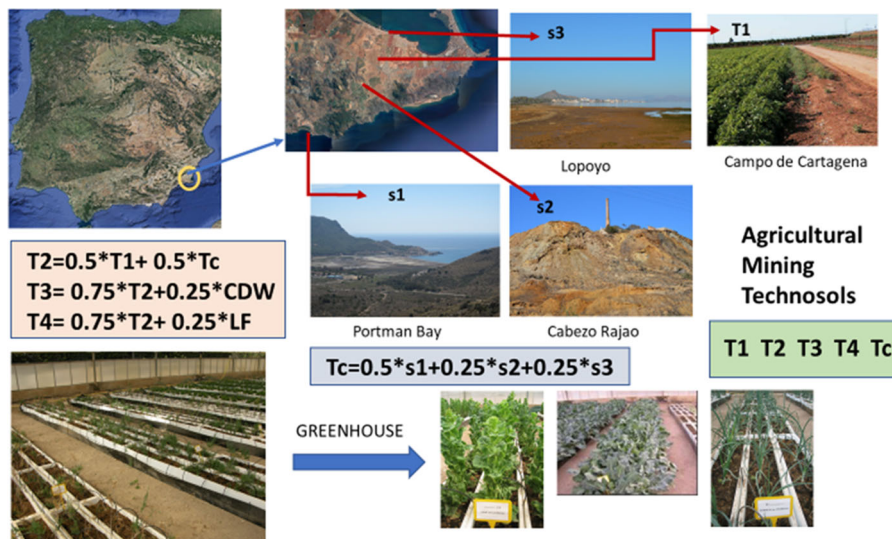 s3
T1
Lopoyo
Campo de Cartagena
s1
s2
Portman Bay
Cabezo Rajao
T2=0.5*T1+ 0.5*Tc
T3= 0.75*T2+0.25*CDW
T4= 0.75*T2+ 0.25*LF
Agricultural
Mining
Technosols
Tc=0.5*s1+0.25*s2+0.25*s3
T1 T2 T3 T4 Tc
GREENHOUSE